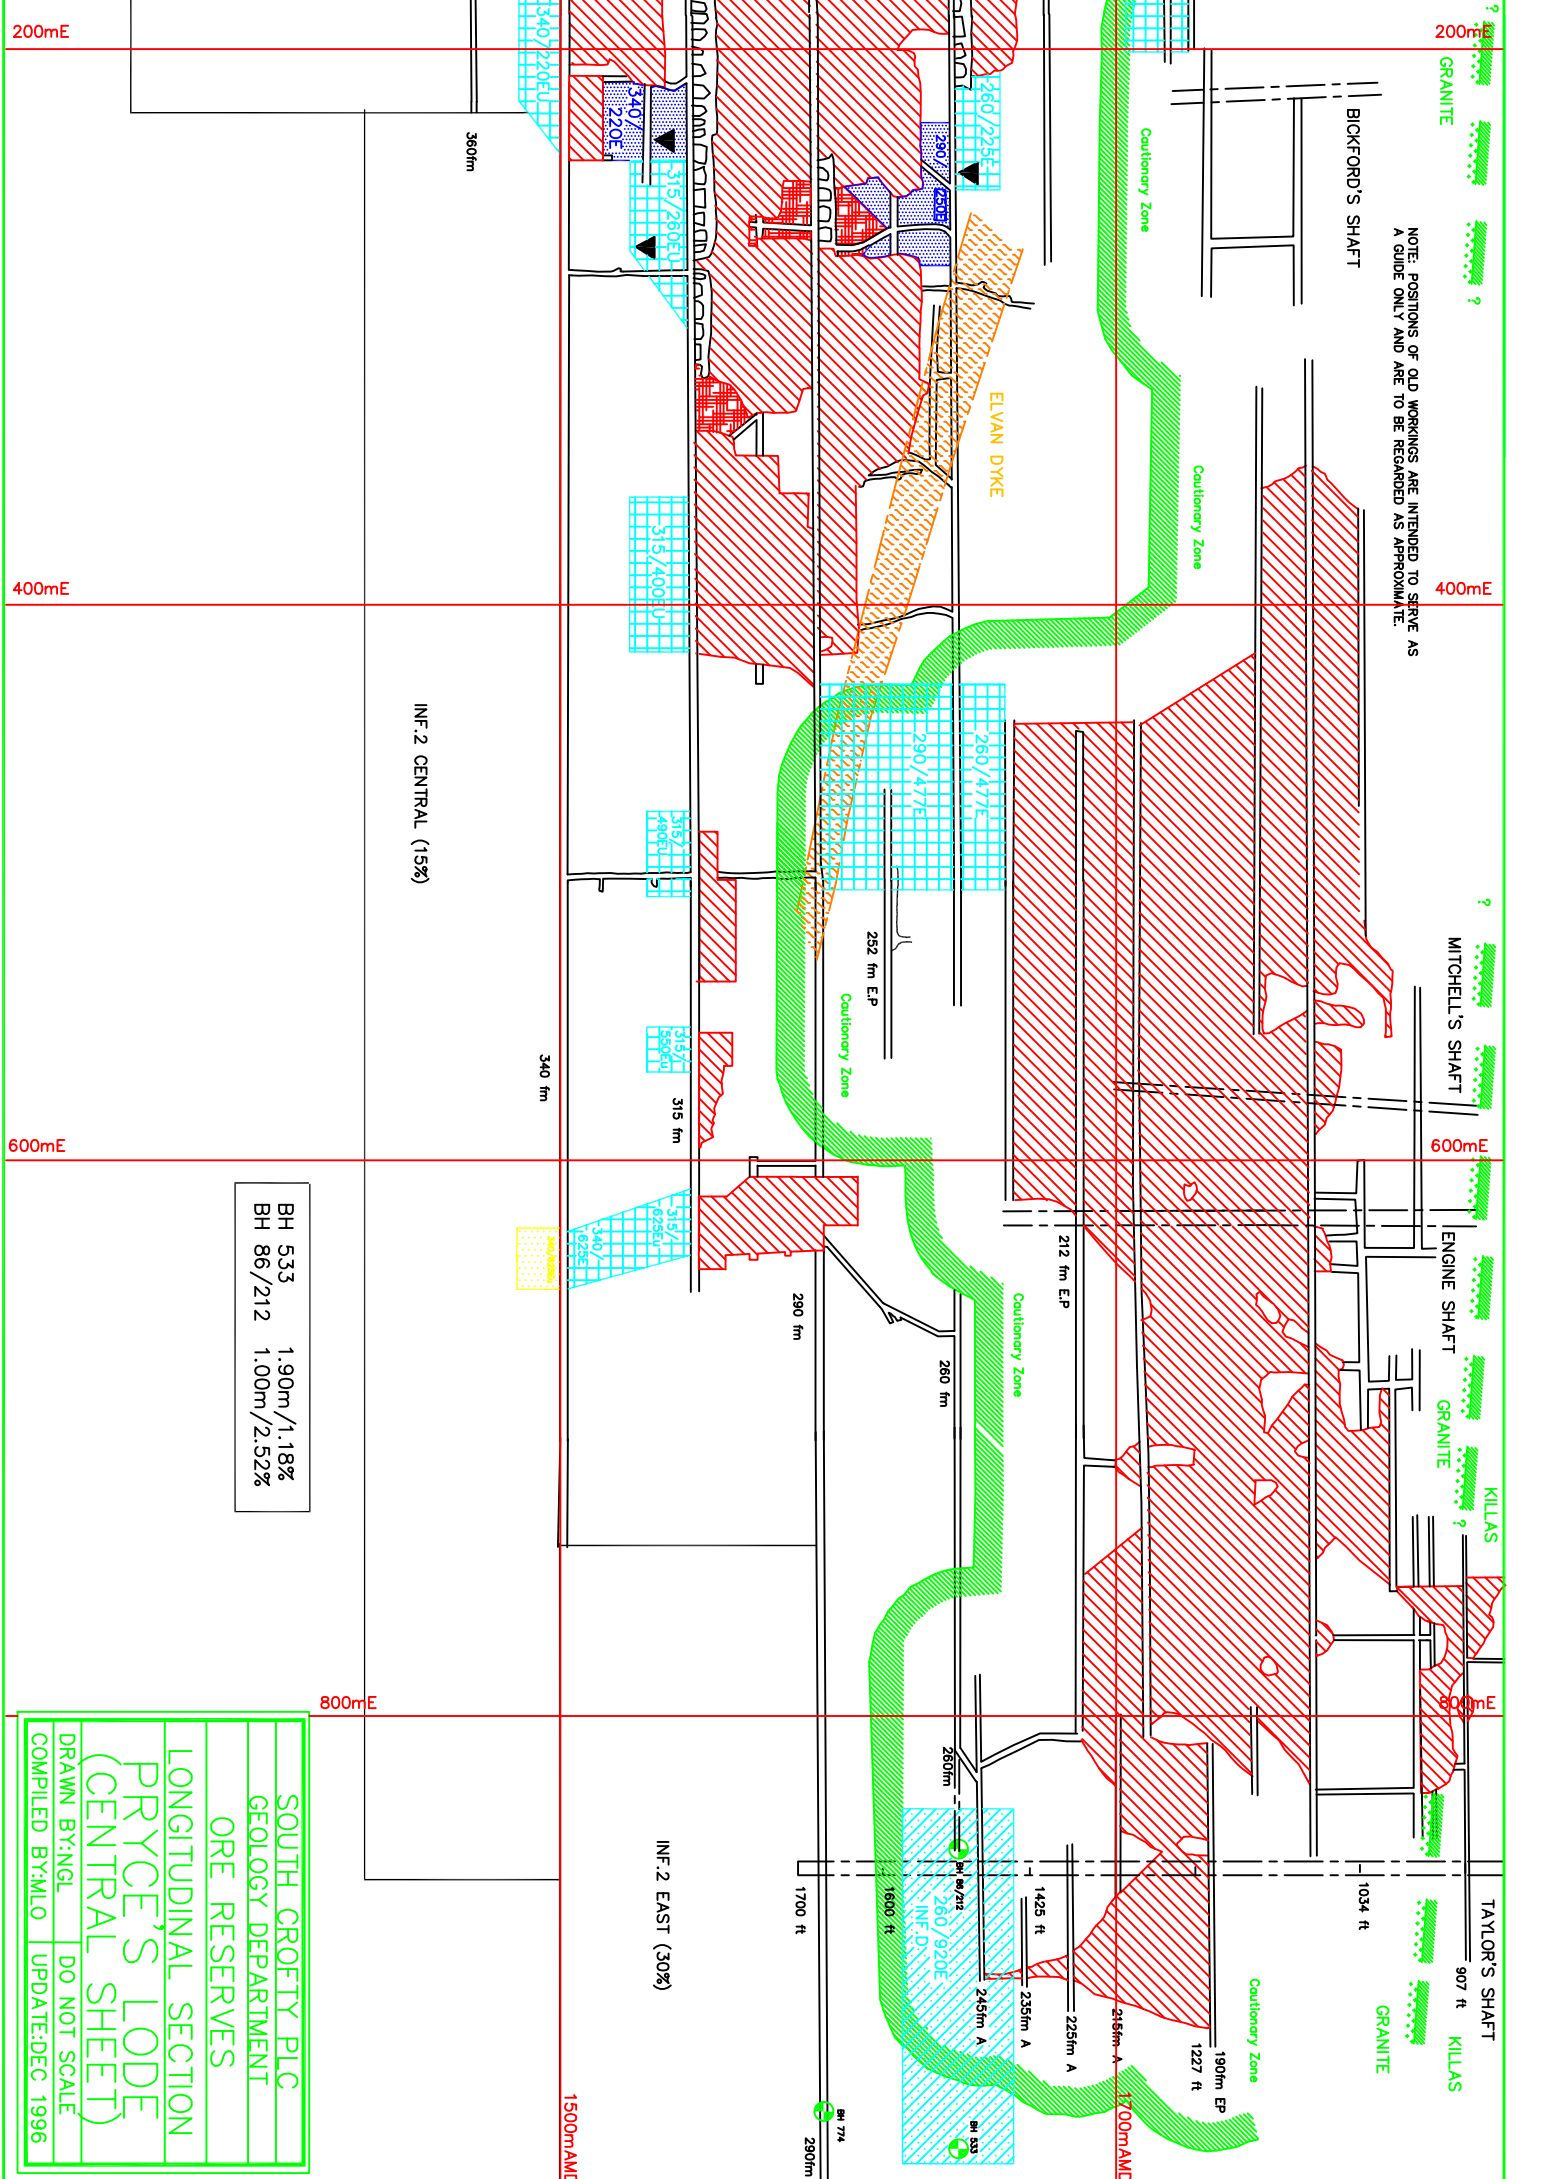 200mE
200mE
?
GRANITE
BICKFORD'S SHAFT
NOTE: POSITIONS OF OLD WORKINGS ARE INTENDED TO SERVE AS
A GUIDE ONLY AND ARE TO BE REGARDED AS APPROXIMATE.
?
Cautionary Zone
340/220EU
340/
220E
360fm
315/260EU
260/225E
290/
250E
ELVAN DYKE
Cautionary Zone
400mE
400mE
315/400EU
260/477E
290/477E
INF.2 CENTRAL (15%)
315/
490EU
252 fm E.P
?
MITCHELL'S SHAFT
Cautionary Zone
315/
550EU
340 fm
315 fm
600mE
600mE
ENGINE SHAFT
212 fm E.P
315/
625EU
340/
625E
290 fm
260 fm
Cautionary Zone
GRANITE
KILLAS
?
BH 533 1.90m/1.18%
BH 86/212 1.00m/2.52%
800mE
800mE
260fm
BH 86/212
260/920E
INF.D
INF.2 EAST (30%)
1700 ft
1600 ft
1425 ft
1034 ft
TAYLOR'S SHAFT
907 ft
245fm A
235fm A
225fm A
215fm A
190fm EP
1227 ft
Cautionary Zone
GRANITE
KILLAS
BH 774
BH 533
290fm
1500mAMD
1700mAMD
SOUTH CROFTY PLC
GEOLOGY DEPARTMENT
ORE RESERVES
LONGITUDINAL SECTION
PRYCE'S LODE
(CENTRAL SHEET)
DRAWN BY:NGL DO NOT SCALE
COMPILED BY:MLO UPDATE:DEC 1996